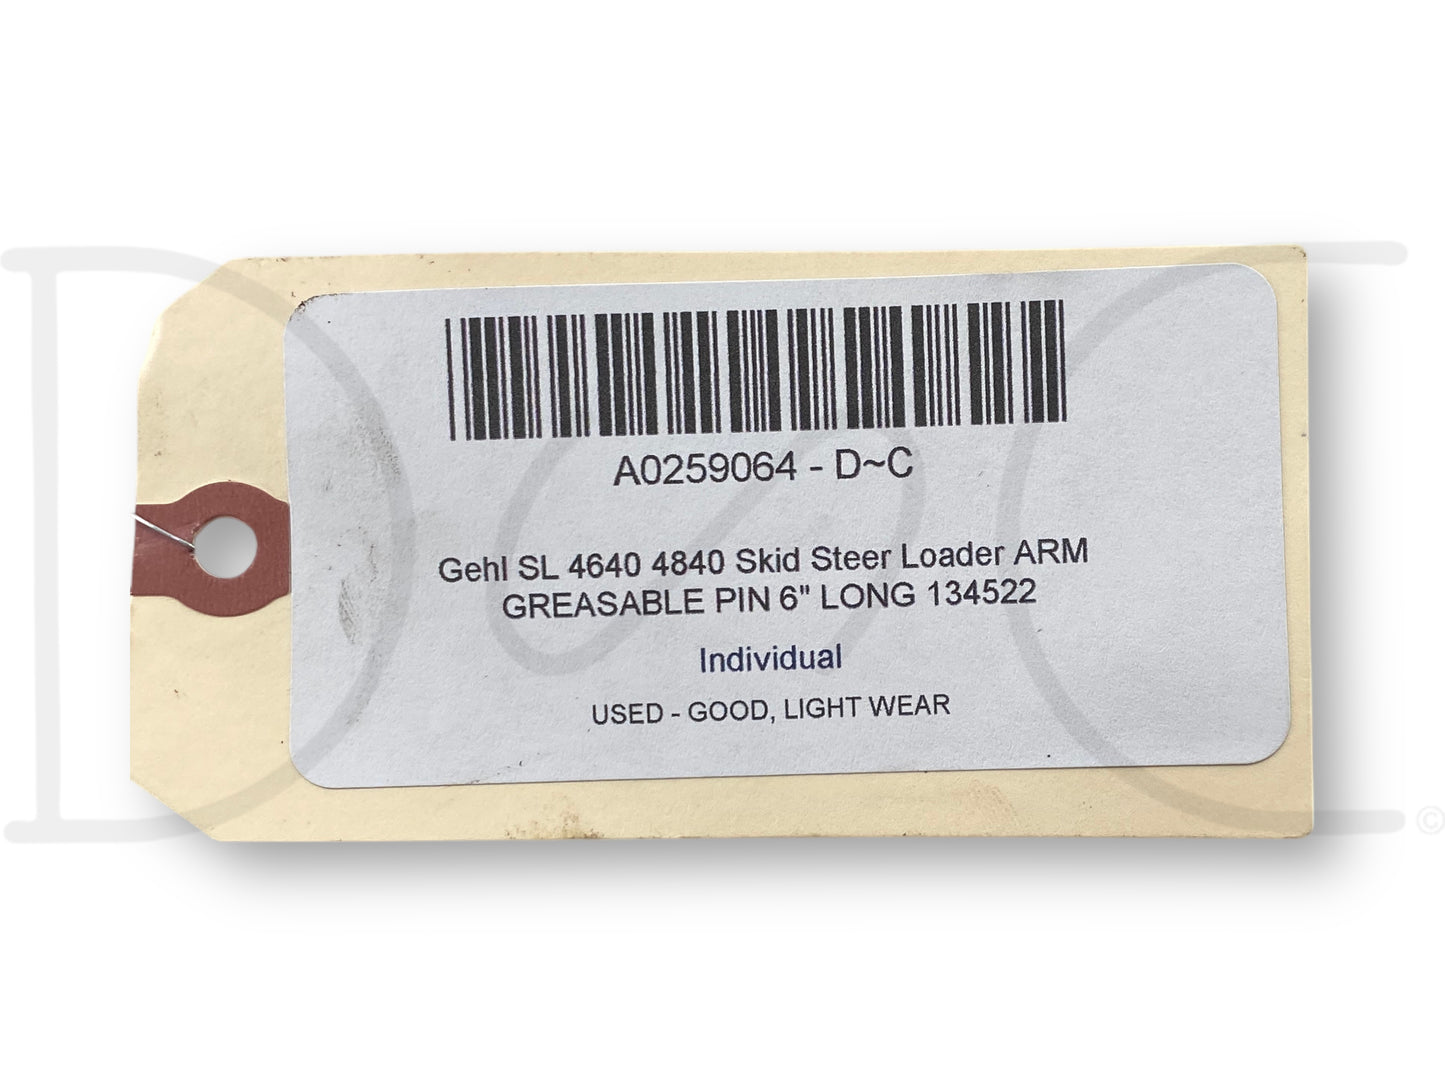 A0259064 - D~C
Gehl SL 4640 4840 Skid Steer Loader ARM
GREASABLE PIN 6" LONG 134522
Individual
USED - GOOD, LIGHT WEAR
D&C
©